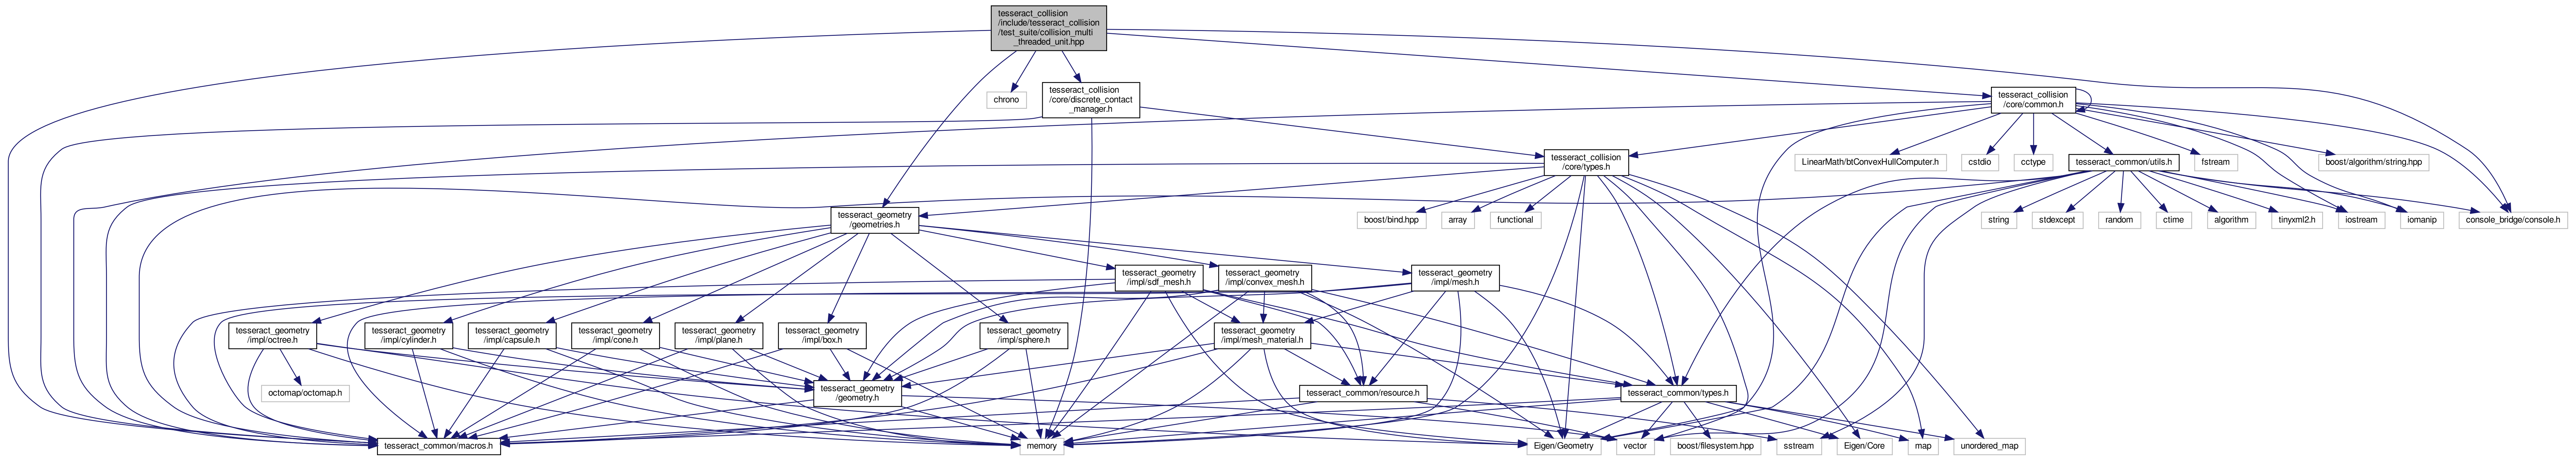 tesseract_collision
/include/tesseract_collision
/test_suite/collision_multi
_threaded_unit.hpp
chrono
tesseract_collision
/core/discrete_contact
_manager.h
tesseract_collision
/core/common.h
tesseract_collision
/core/types.h
LinearMath/btConvexHullComputer.h
cstdio
cctype
tesseract_common/utils.h
fstream
boost/algorithm/string.hpp
tesseract_geometry
/geometries.h
boost/bind.hpp
array
functional
string
stdexcept
random
ctime
algorithm
tinyxml2.h
iostream
iomanip
console_bridge/console.h
tesseract_geometry
/impl/sdf_mesh.h
tesseract_geometry
/impl/convex_mesh.h
tesseract_geometry
/impl/mesh.h
tesseract_geometry
/impl/octree.h
tesseract_geometry
/impl/cylinder.h
tesseract_geometry
/impl/capsule.h
tesseract_geometry
/impl/cone.h
tesseract_geometry
/impl/plane.h
tesseract_geometry
/impl/box.h
tesseract_geometry
/impl/sphere.h
tesseract_geometry
/impl/mesh_material.h
octomap/octomap.h
tesseract_geometry
/geometry.h
tesseract_common/resource.h
tesseract_common/types.h
tesseract_common/macros.h
memory
Eigen/Geometry
vector
boost/filesystem.hpp
sstream
Eigen/Core
map
unordered_map